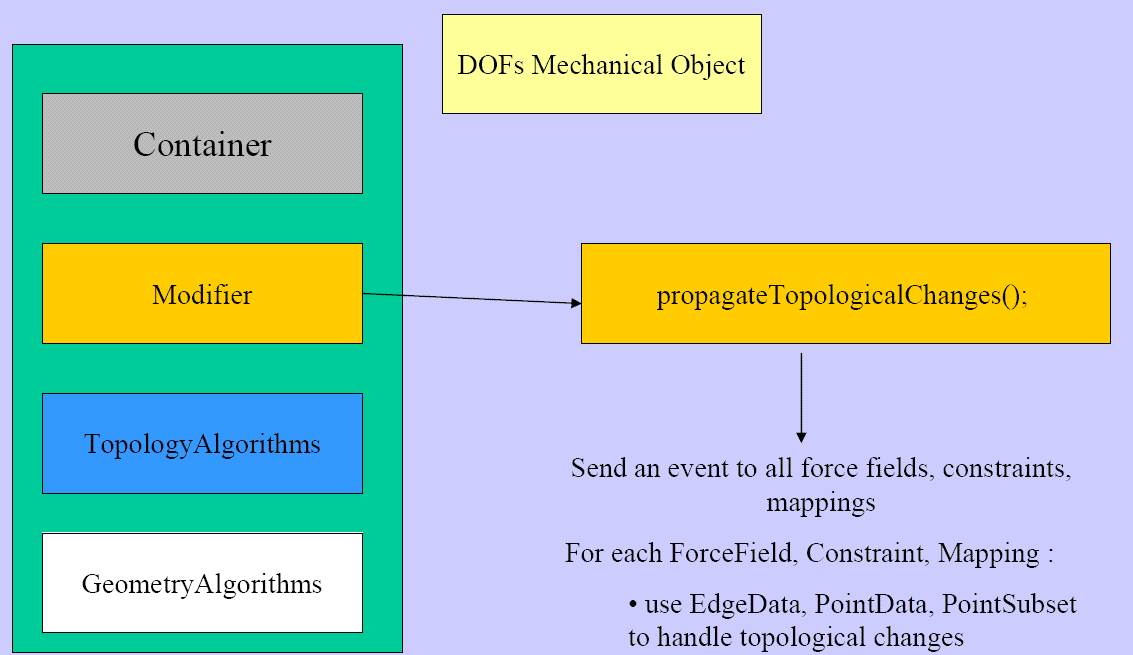 DOFs Mechanical Object
Container
Modifier
propagateTopologicalChanges();
TopologyAlgorithms
GeometryAlgorithms
Send an event to all force fields, constraints,
mappings
For each ForceField, Constraint, Mapping :
• use EdgeData, PointData, PointSubset
to handle topological changes